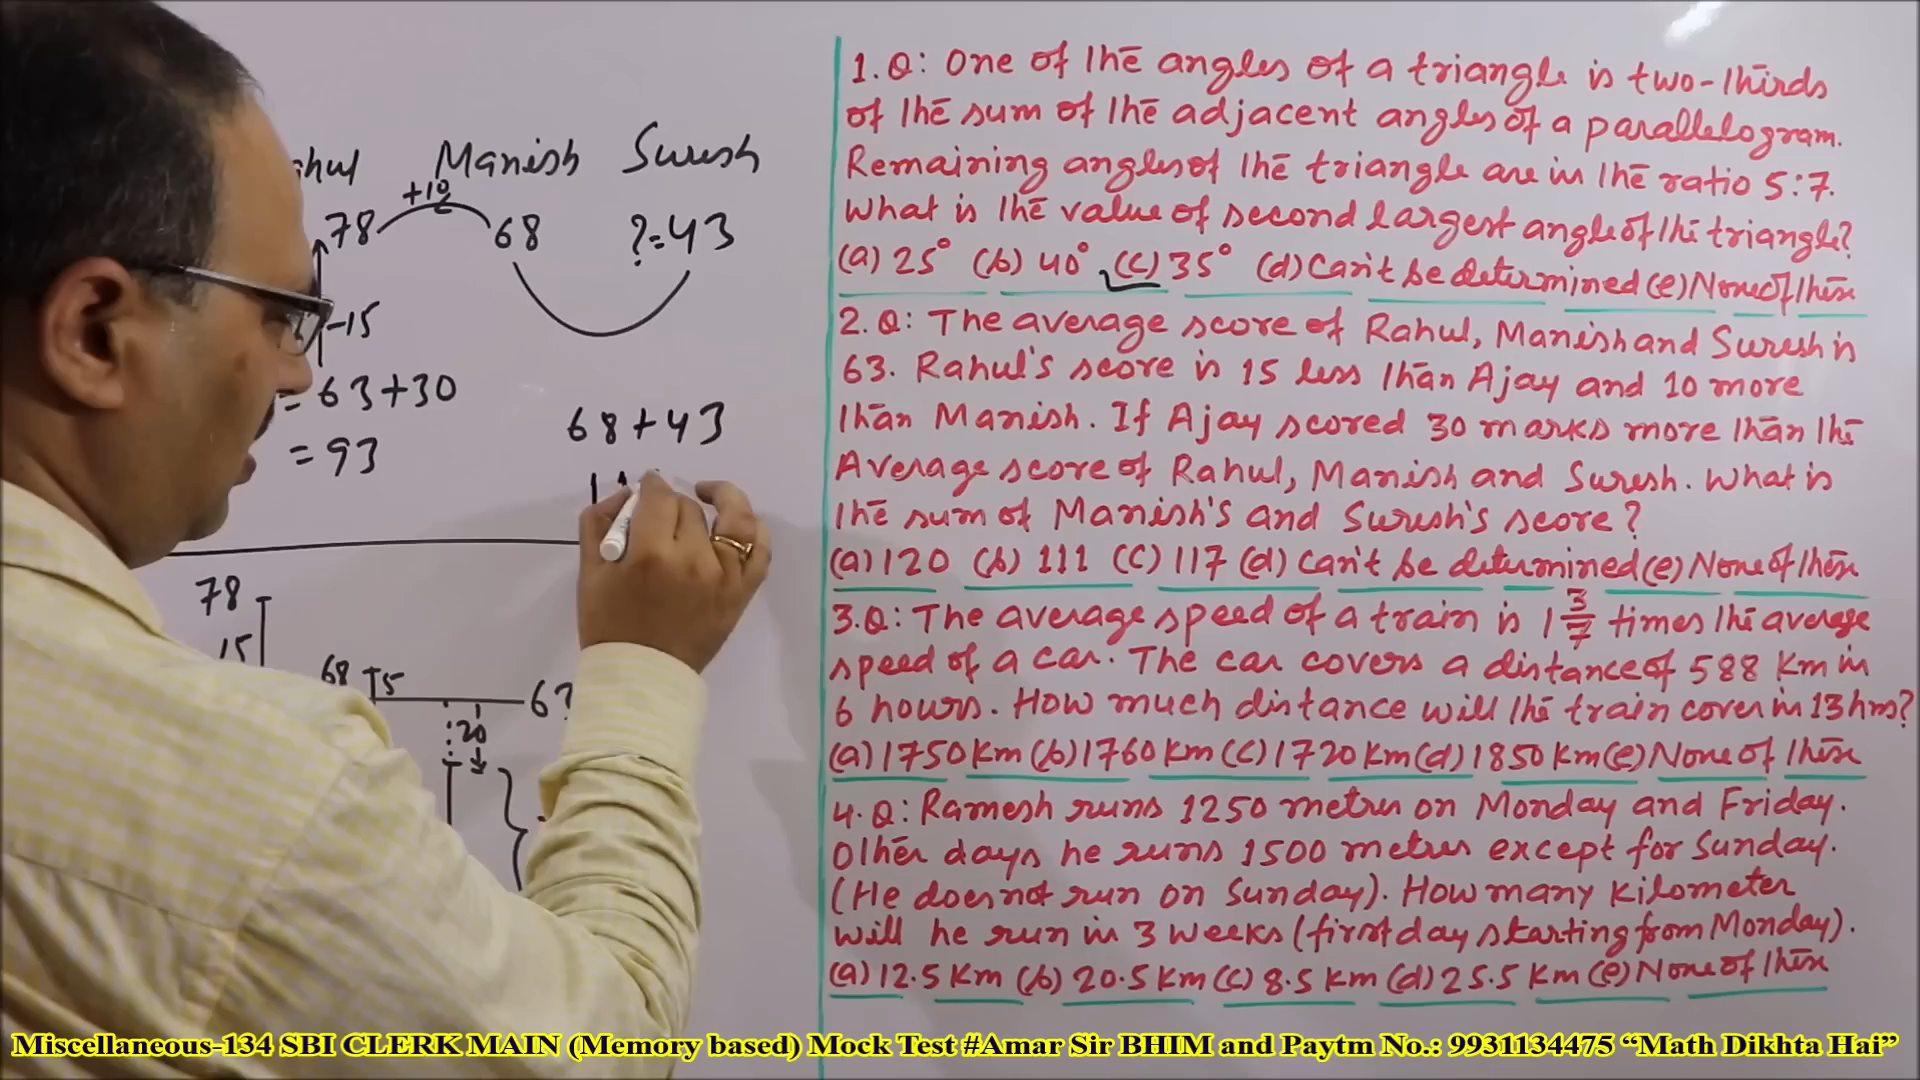 Manish Suresh
+10
78 68 ?=43
-15
= 63+30
= 93
68+43
78
15
68 5
20
1.Q: One of the angles of a triangle is two-thirds
of the sum of the adjacent angles of a parallelogram.
Remaining angles of the triangle are in the ratio 5:7.
What is the value of second largest angle of the triangle?
(a) 25° (b) 40° (c) 35° (d) Can't be determined (e) None of these
2.Q: The average score of Rahul, Manish and Suresh is
63. Rahul's score is 15 less than Ajay and 10 more
than Manish. If Ajay scored 30 marks more than the
Average score of Rahul, Manish and Suresh. What is
the sum of Manish's and Suresh's score?
(a) 120 (b) 111 (c) 117 (d) Can't be determined (e) None of these
3.Q: The average speed of a train is 1 3/7 times the average
speed of a car. The car covers a distance of 588 Km in
6 hours. How much distance will the train cover in 13 hrs?
(a) 1750 Km (b) 1760 Km (c) 1720 Km (d) 1850 Km (e) None of these
4.Q: Ramesh runs 1250 metres on Monday and Friday.
Other days he runs 1500 metres except for Sunday.
(He does not run on Sunday). How many kilometer
will he run in 3 weeks (first day starting from Monday).
(a) 12.5 Km (b) 20.5 Km (c) 8.5 Km (d) 25.5 Km (e) None of these
Miscellaneous-134 SBI CLERK MAIN (Memory based) Mock Test #Amar Sir BHIM and Paytm No.: 9931134475 “Math Dikhta Hai”